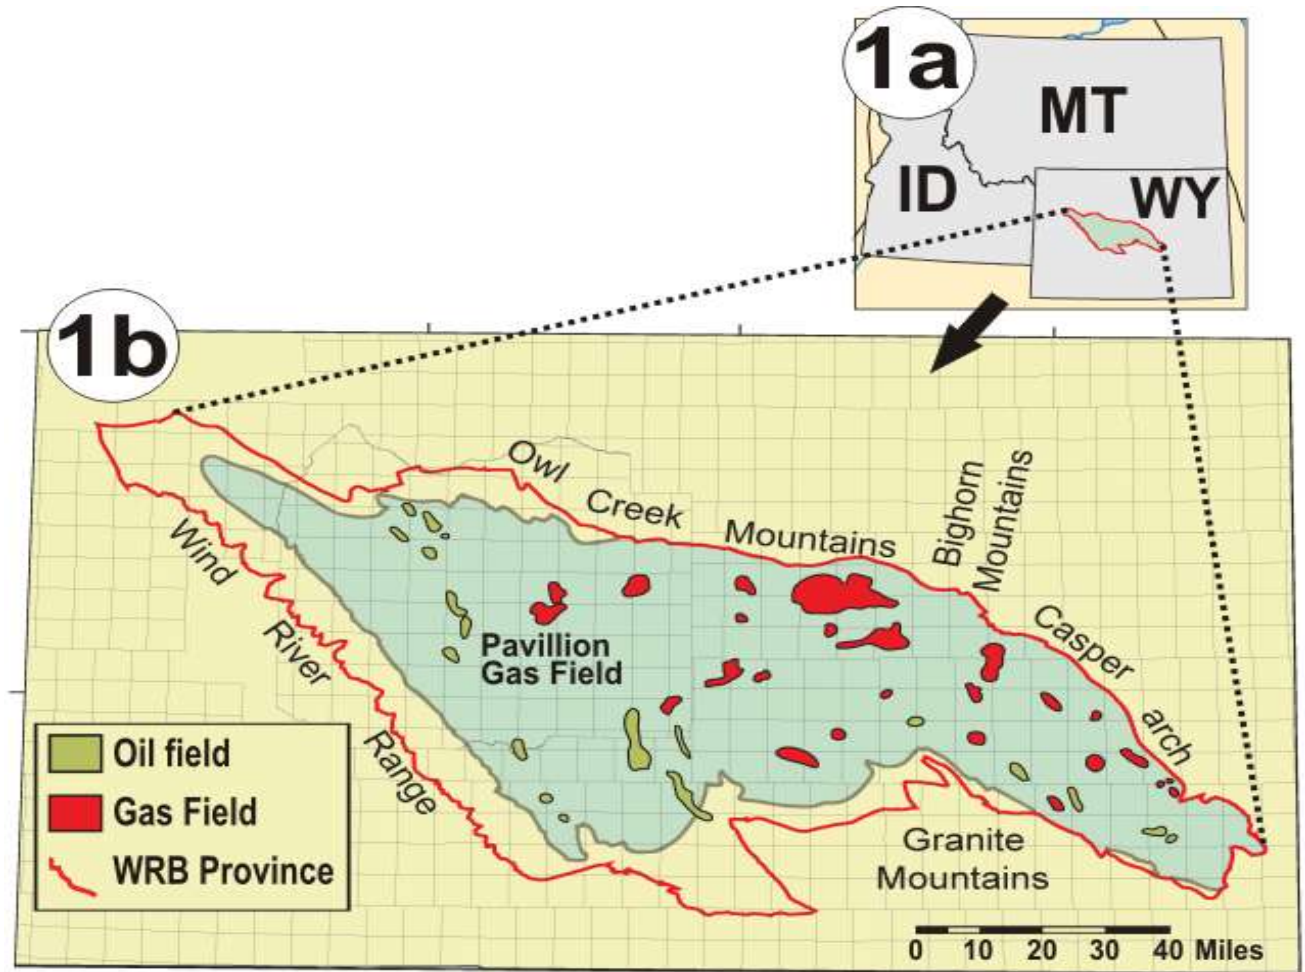 1a
MT
ID
WY
1b
Owl
Creek
Mountains
Bighorn
Mountains
Casper
arch
Wind
River
Range
Pavillion
Gas Field
Oil field
Gas Field
WRB Province
Granite
Mountains
0 10 20 30 40 Miles